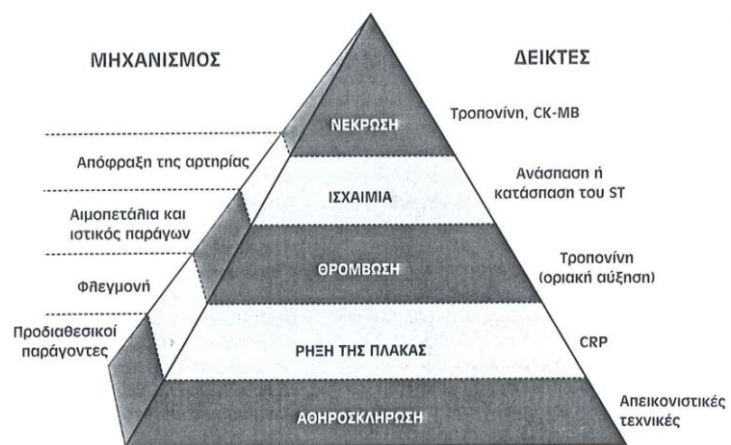 ΜΗΧΑΝΙΣΜΟΣ
ΔΕΙΚΤΕΣ
ΝΕΚΡΩΣΗ
Τροπονίνη, CK-MB
Απόφραξη της αρτηρίας
ΙΣΧΑΙΜΙΑ
Ανάσπαση ή
κατάσπαση του ST
Αιμοπετάλια και
ιστικός παράγων
ΘΡΟΜΒΩΣΗ
Τροπονίνη
(οριακή αύξηση)
Φλεγμονή
Προδιαθεσικοί
παράγοντες
ΡΗΞΗ ΤΗΣ ΠΛΑΚΑΣ
CRP
ΑΘΗΡΟΣΚΛΗΡΩΣΗ
Απεικονιστικές
τεχνικές